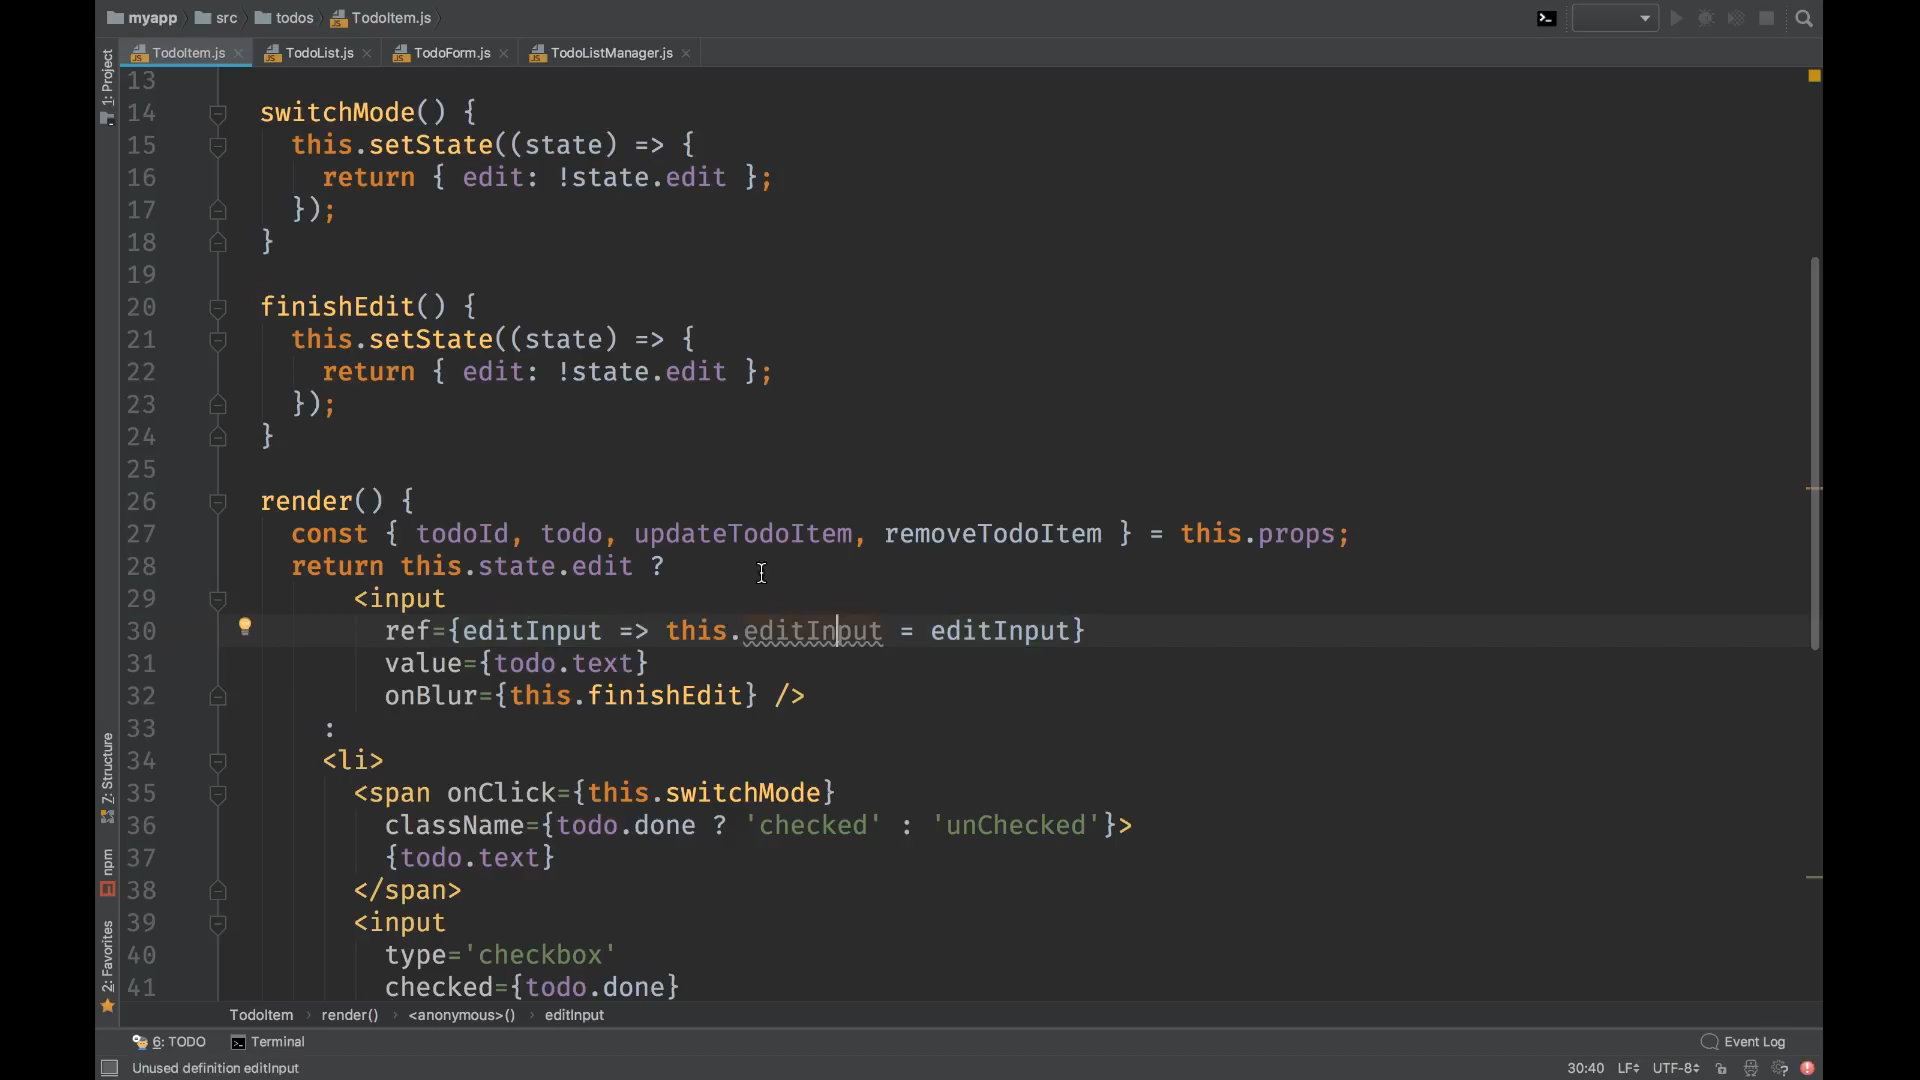 myapp src todos TodoItem.js
TodoItem.js TodoList.js TodoForm.js TodoListManager.js
1: Project
7: Structure
npm
2: Favorites
13
14 switchMode() {
15 this.setState((state) => {
16 return { edit: !state.edit };
17 });
18 }
19
20 finishEdit() {
21 this.setState((state) => {
22 return { edit: !state.edit };
23 });
24 }
25
26 render() {
27 const { todoId, todo, updateTodoItem, removeTodoItem } = this.props;
28 return this.state.edit ?
29 <input
30 ref={editInput => this.editInput = editInput}
31 value={todo.text}
32 onBlur={this.finishEdit} />
33 :
34 <li>
35 <span onClick={this.switchMode}
36 className={todo.done ? 'checked' : 'unChecked'}>
37 {todo.text}
38 </span>
39 <input
40 type='checkbox'
41 checked={todo.done}
TodoItem render() <anonymous>() editInput
6: TODO Terminal Event Log
Unused definition editInput 30:40 LF UTF-8